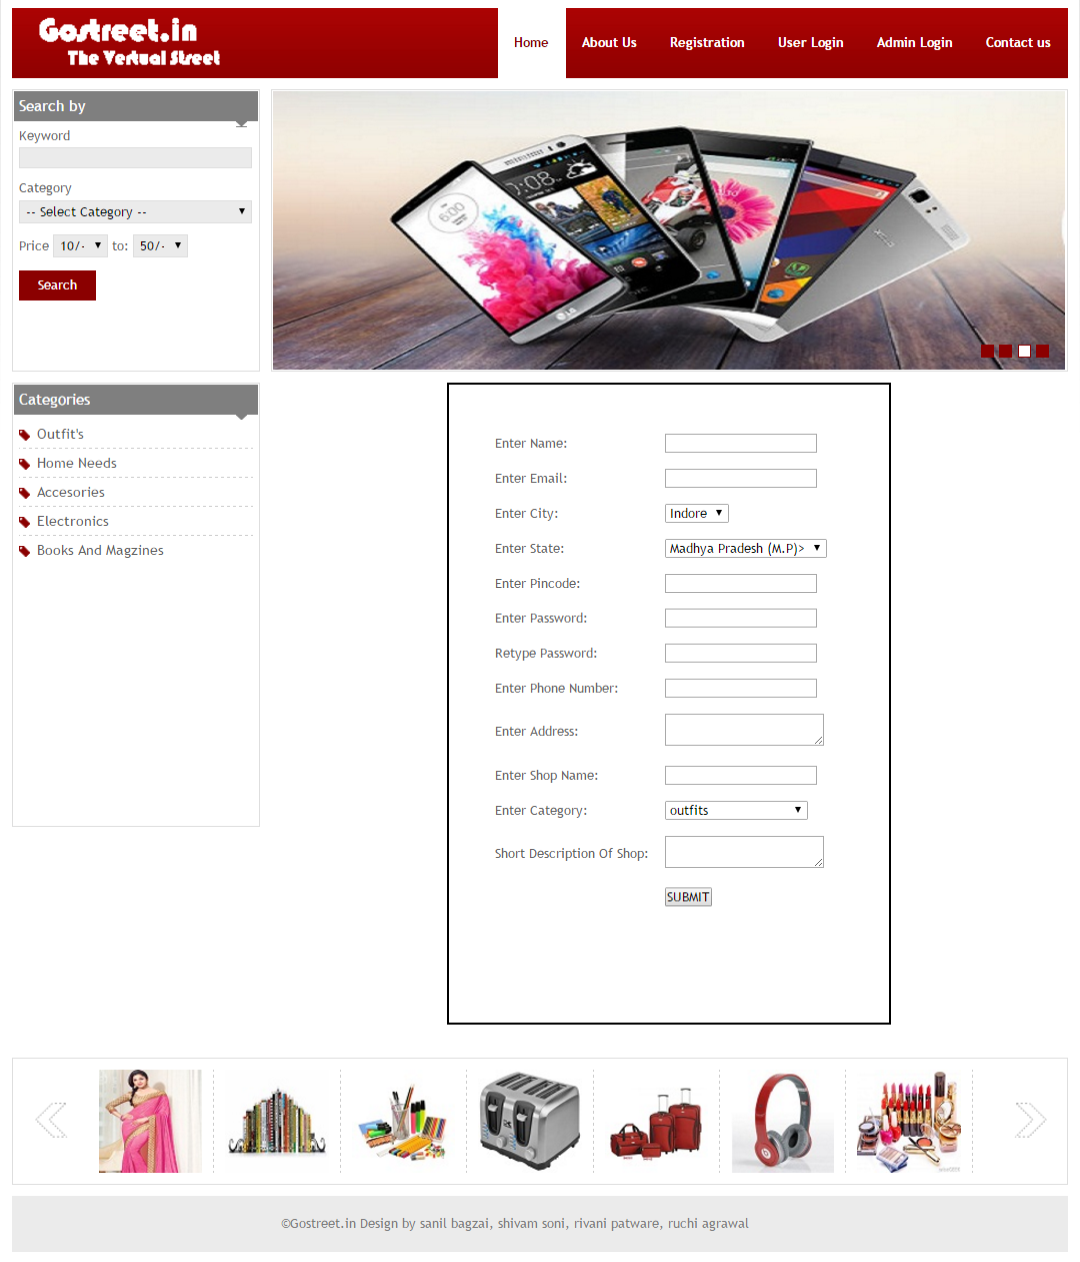 Gostreet.in
The Vertual Street
Home About Us Registration User Login Admin Login Contact us
Search by
Keyword
Category
-- Select Category --
Price 10/- to: 50/-
Search
6:00
LG
Categories
Outfit's
Home Needs
Accesories
Electronics
Books And Magzines
Enter Name:
Enter Email:
Enter City: Indore
Enter State: Madhya Pradesh (M.P)>
Enter Pincode:
Enter Password:
Retype Password:
Enter Phone Number:
Enter Address:
Enter Shop Name:
Enter Category: outfits
Short Description Of Shop:
SUBMIT
©Gostreet.in Design by sanil bagzai, shivam soni, rivani patware, ruchi agrawal